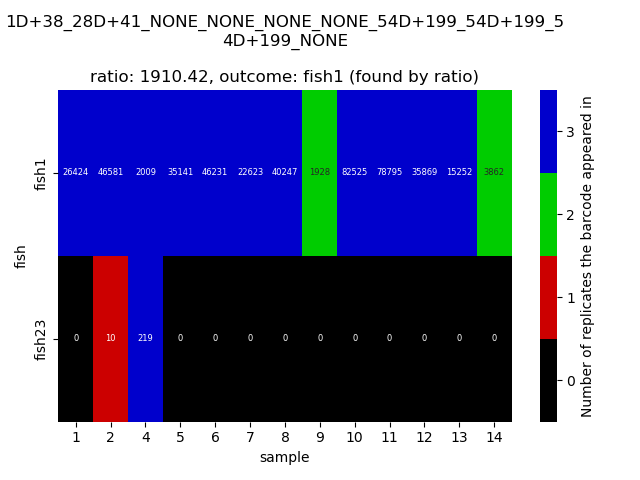 1D+38_28D+41_NONE_NONE_NONE_NONE_54D+199_54D+199_5
4D+199_NONE
ratio: 1910.42, outcome: fish1 (found by ratio)
fish1
26424 46581 2009 35141 46231 22623 40247 1928 82525 78795 35869 15252 3862
fish
fish23
0 10 219 0 0 0 0 0 0 0 0 0 0
1 2 4 5 6 7 8 9 10 11 12 13 14
sample
3
2
1
0
Number of replicates the barcode appeared in